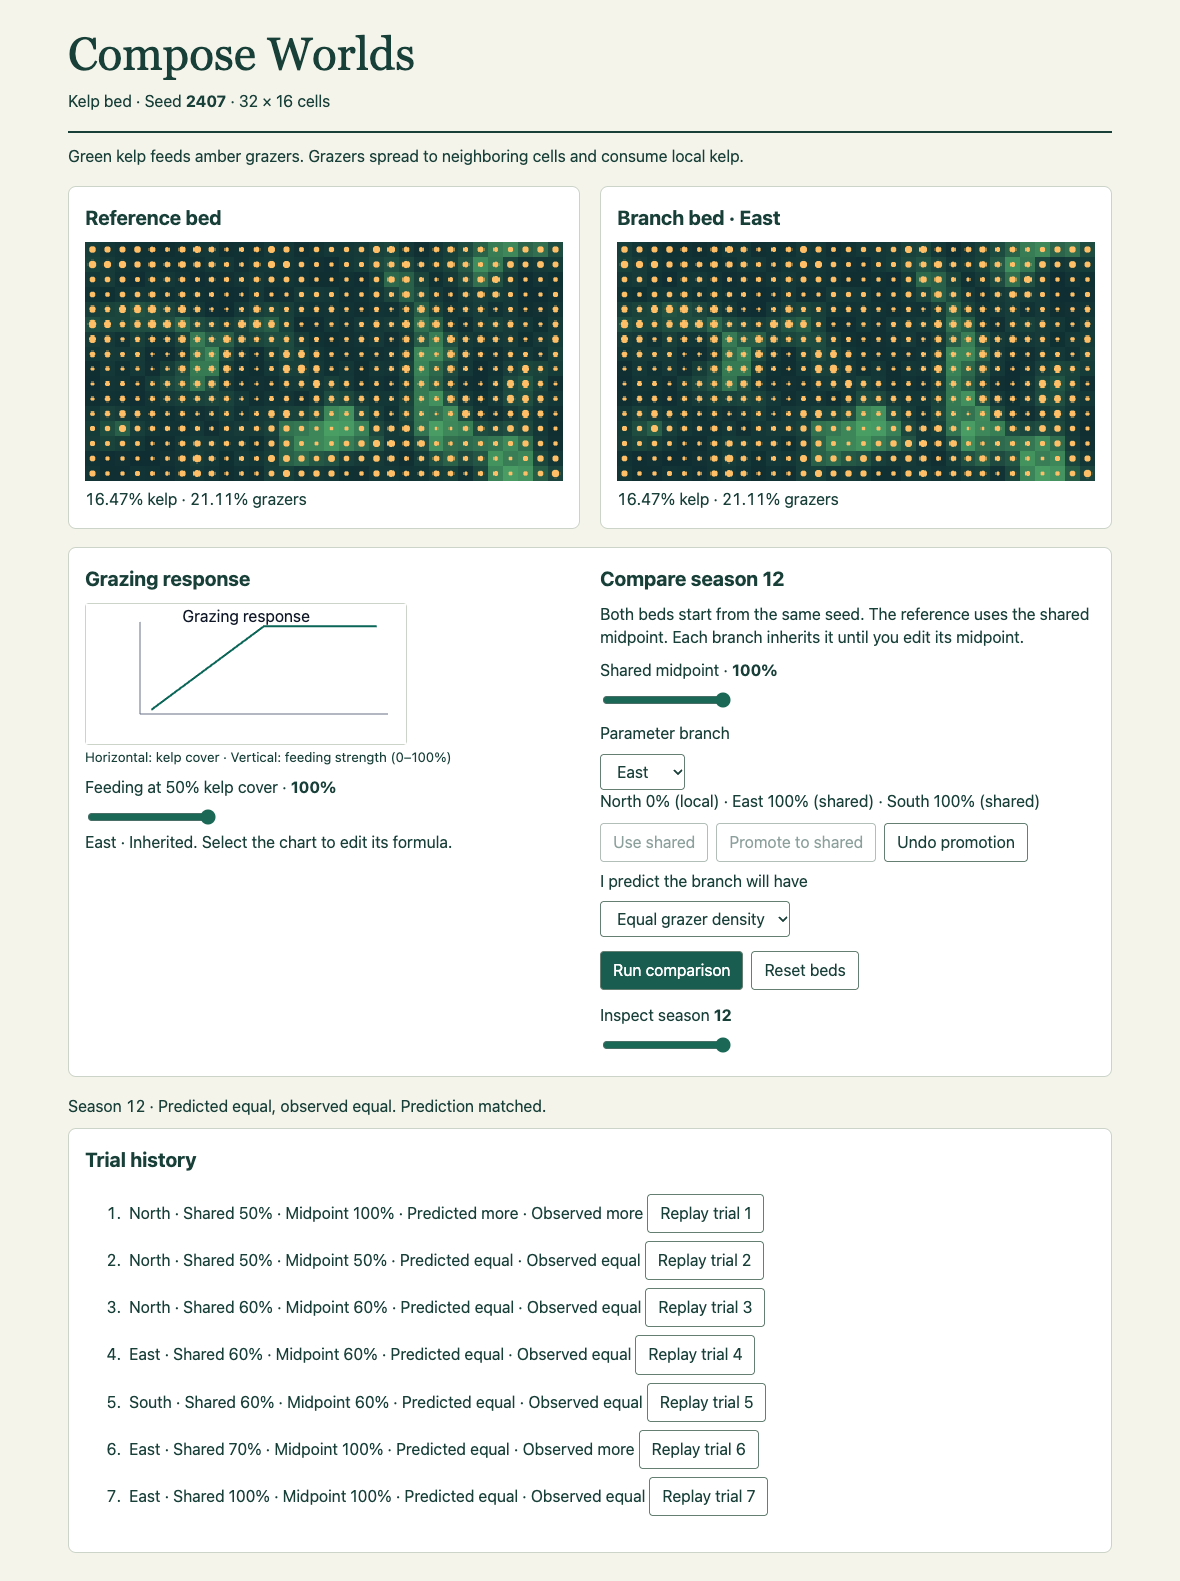 Compose Worlds
Kelp bed · Seed 2407 · 32 × 16 cells
Green kelp feeds amber grazers. Grazers spread to neighboring cells and consume local kelp.
Reference bed
16.47% kelp · 21.11% grazers
Branch bed · East
16.47% kelp · 21.11% grazers
Grazing response
Grazing response
Horizontal: kelp cover · Vertical: feeding strength (0–100%)
Feeding at 50% kelp cover · 100%
East · Inherited. Select the chart to edit its formula.
Compare season 12
Both beds start from the same seed. The reference uses the shared
midpoint. Each branch inherits it until you edit its midpoint.
Shared midpoint · 100%
Parameter branch
East
North 0% (local) · East 100% (shared) · South 100% (shared)
Use shared Promote to shared Undo promotion
I predict the branch will have
Equal grazer density
Run comparison Reset beds
Inspect season 12
Season 12 · Predicted equal, observed equal. Prediction matched.
Trial history
1. North · Shared 50% · Midpoint 100% · Predicted more · Observed more Replay trial 1
2. North · Shared 50% · Midpoint 50% · Predicted equal · Observed equal Replay trial 2
3. North · Shared 60% · Midpoint 60% · Predicted equal · Observed equal Replay trial 3
4. East · Shared 60% · Midpoint 60% · Predicted equal · Observed equal Replay trial 4
5. South · Shared 60% · Midpoint 60% · Predicted equal · Observed equal Replay trial 5
6. East · Shared 70% · Midpoint 100% · Predicted equal · Observed more Replay trial 6
7. East · Shared 100% · Midpoint 100% · Predicted equal · Observed equal Replay trial 7